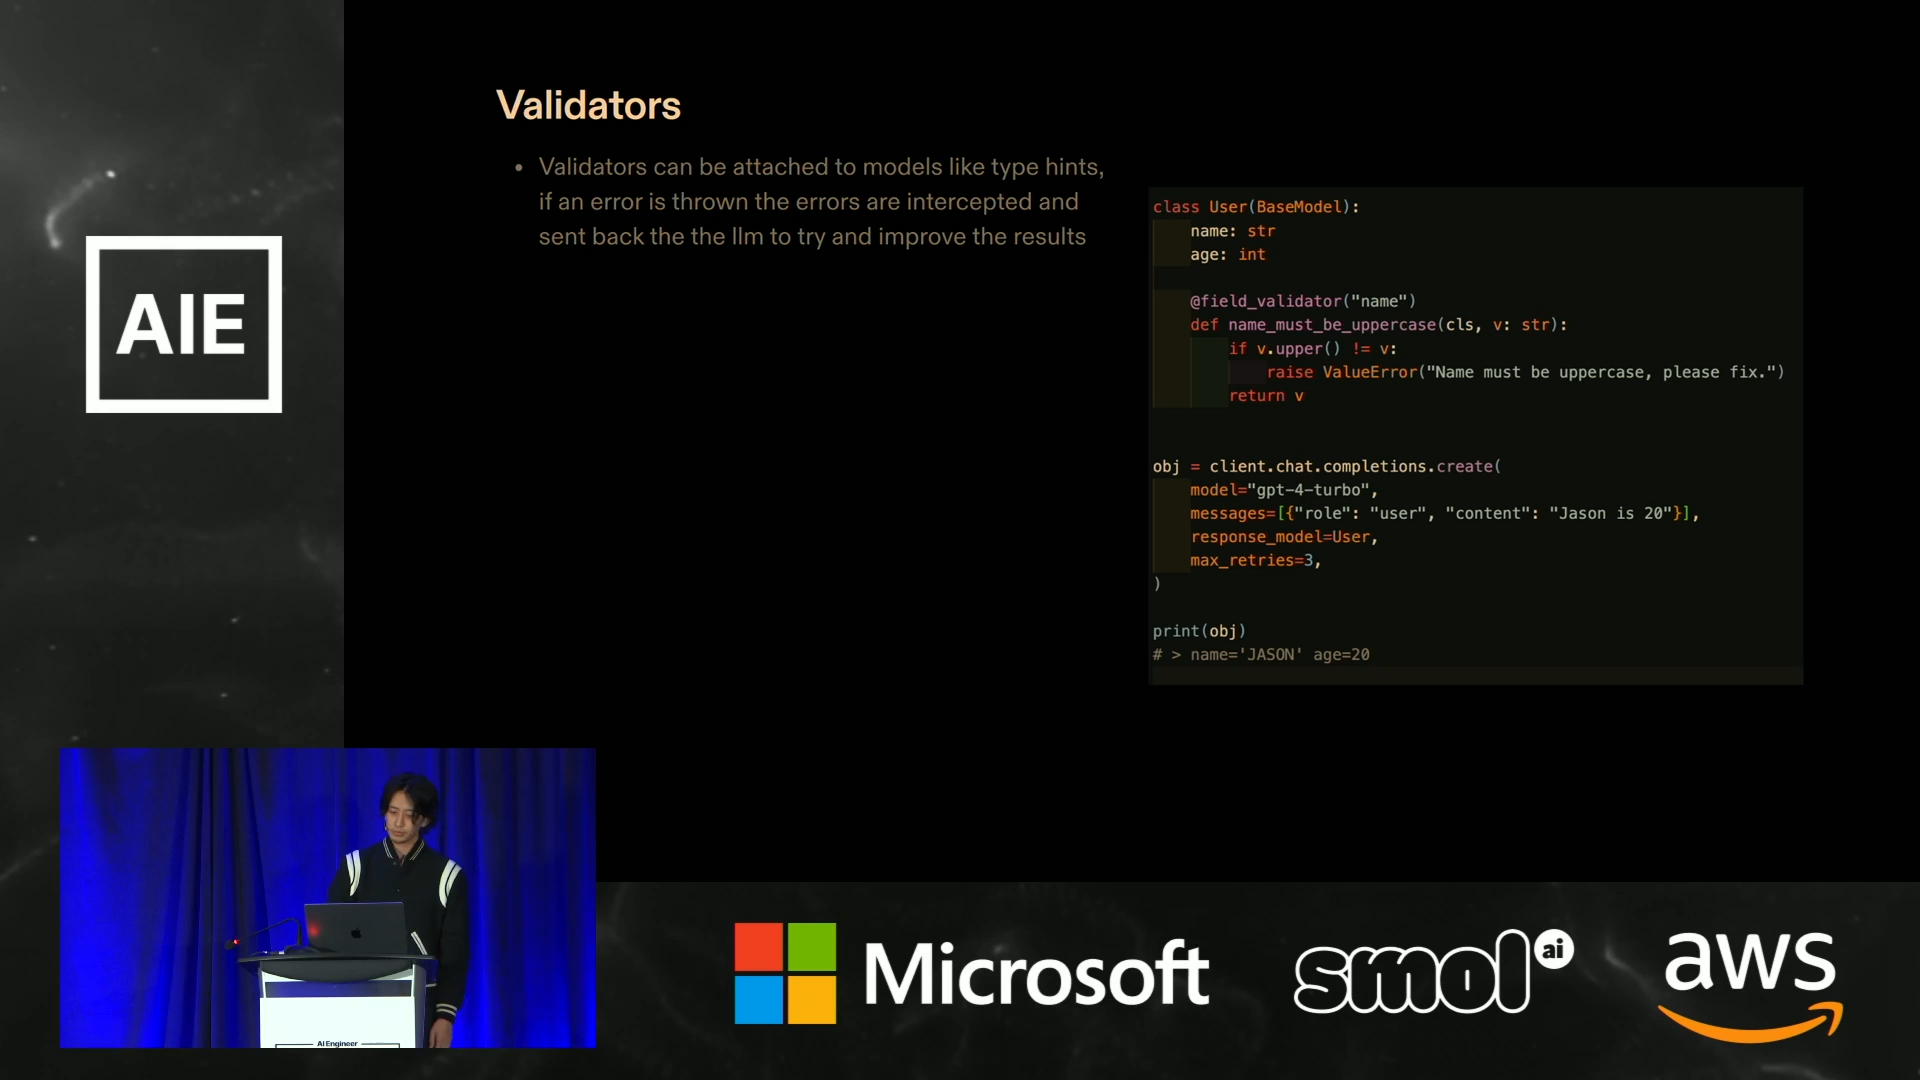 AIE
Validators
• Validators can be attached to models like type hints,
if an error is thrown the errors are intercepted and
sent back the the llm to try and improve the results
class User(BaseModel):
    name: str
    age: int

    @field_validator("name")
    def name_must_be_uppercase(cls, v: str):
        if v.upper() != v:
            raise ValueError("Name must be uppercase, please fix.")
        return v

obj = client.chat.completions.create(
    model="gpt-4-turbo",
    messages=[{"role": "user", "content": "Jason is 20"}],
    response_model=User,
    max_retries=3,
)

print(obj)
# > name='JASON' age=20
AI Engineer
Microsoft
smol ai
aws